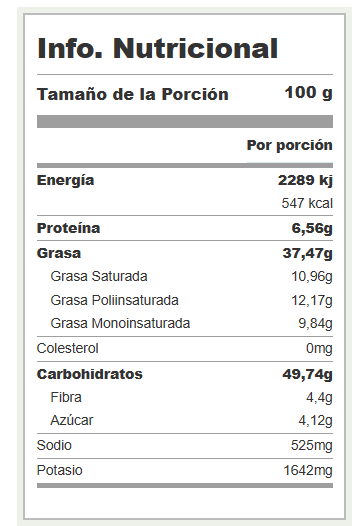 Info. Nutricional
Tamaño de la Porción 100 g
Por porción
Energía 2289 kj
547 kcal
Proteína 6,56g
Grasa 37,47g
Grasa Saturada 10,96g
Grasa Poliinsaturada 12,17g
Grasa Monoinsaturada 9,84g
Colesterol 0mg
Carbohidratos 49,74g
Fibra 4,4g
Azúcar 4,12g
Sodio 525mg
Potasio 1642mg